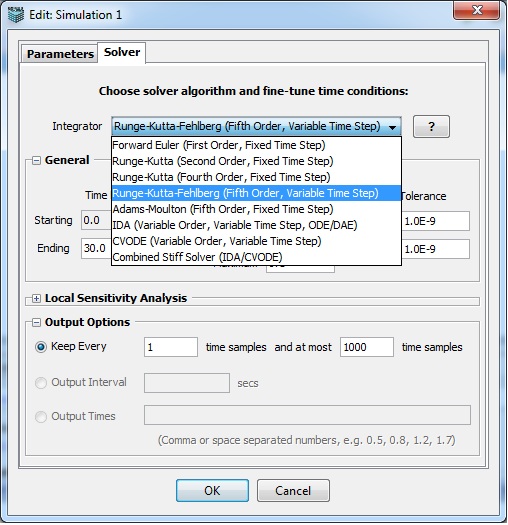 Edit: Simulation 1
Parameters
Solver
Choose solver algorithm and fine-tune time conditions:
Integrator
Runge-Kutta-Fehlberg (Fifth Order, Variable Time Step)
?
Forward Euler (First Order, Fixed Time Step)
Runge-Kutta (Second Order, Fixed Time Step)
Runge-Kutta (Fourth Order, Fixed Time Step)
Runge-Kutta-Fehlberg (Fifth Order, Variable Time Step)
Adams-Moulton (Fifth Order, Fixed Time Step)
IDA (Variable Order, Variable Time Step, ODE/DAE)
CVODE (Variable Order, Variable Time Step)
Combined Stiff Solver (IDA/CVODE)
General
Time
Tolerance
Starting 0.0
1.0E-9
Ending 30.0
1.0E-9
Local Sensitivity Analysis
Output Options
Keep Every 1 time samples and at most 1000 time samples
Output Interval secs
Output Times
(Comma or space separated numbers, e.g. 0.5, 0.8, 1.2, 1.7)
OK
Cancel